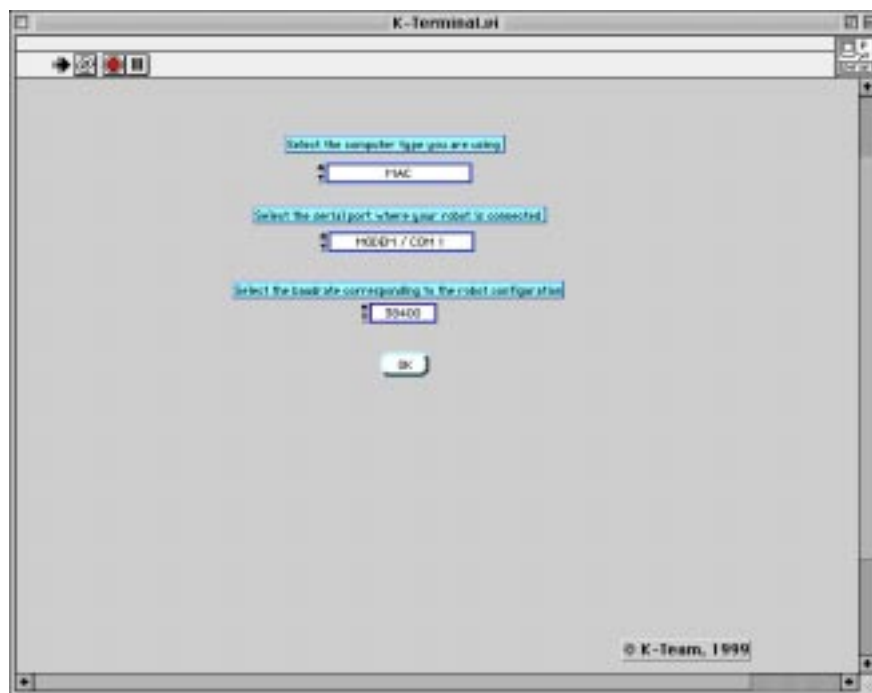 K-Terminal.vi
Select the computer type you are using
MAC
Select the serial port where your robot is connected
MODEM / COM 1
Select the baudrate corresponding to the robot configuration
38400
OK
© K-Team, 1999